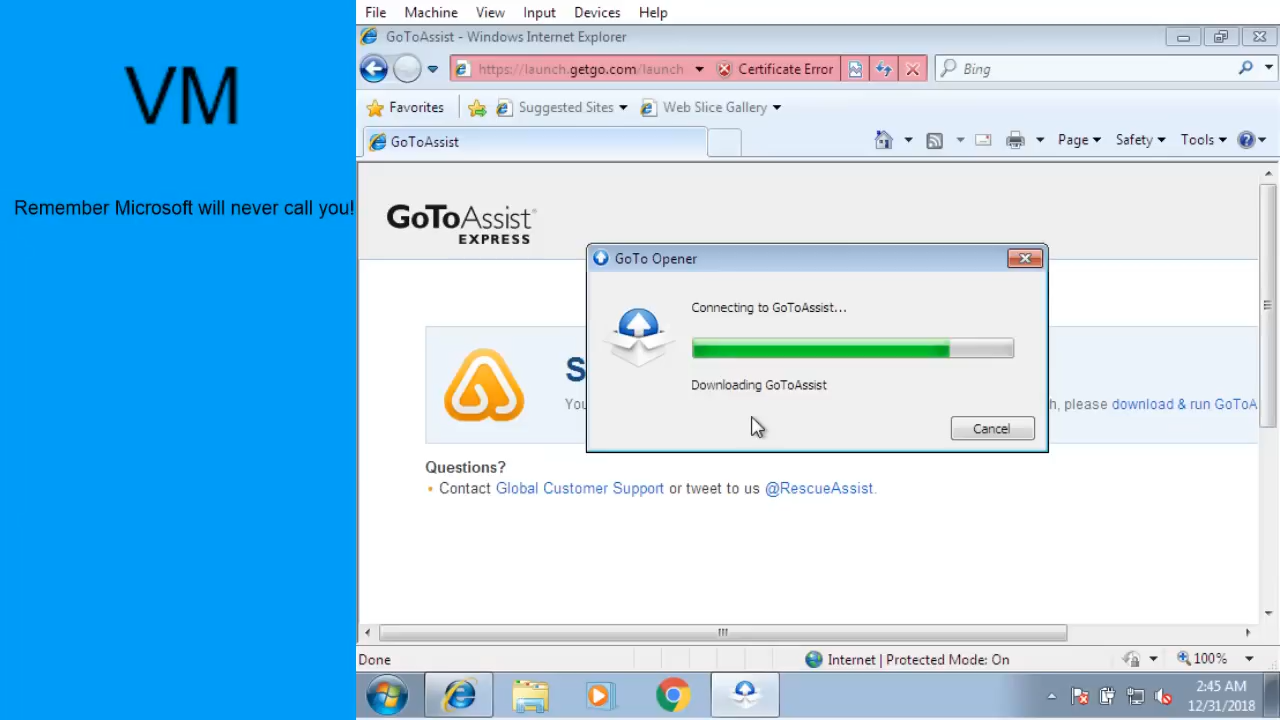 VM
Remember Microsoft will never call you!
File Machine View Input Devices Help
GoToAssist - Windows Internet Explorer
https://launch.getgo.com/launch Certificate Error Bing
Favorites Suggested Sites Web Slice Gallery
GoToAssist Page Safety Tools
GoToAssist
EXPRESS
GoTo Opener
Connecting to GoToAssist...
Downloading GoToAssist
Cancel
S
You
h, please download & run GoToA
Questions?
• Contact Global Customer Support or tweet to us @RescueAssist.
Done Internet | Protected Mode: On 100%
2:45 AM
12/31/2018